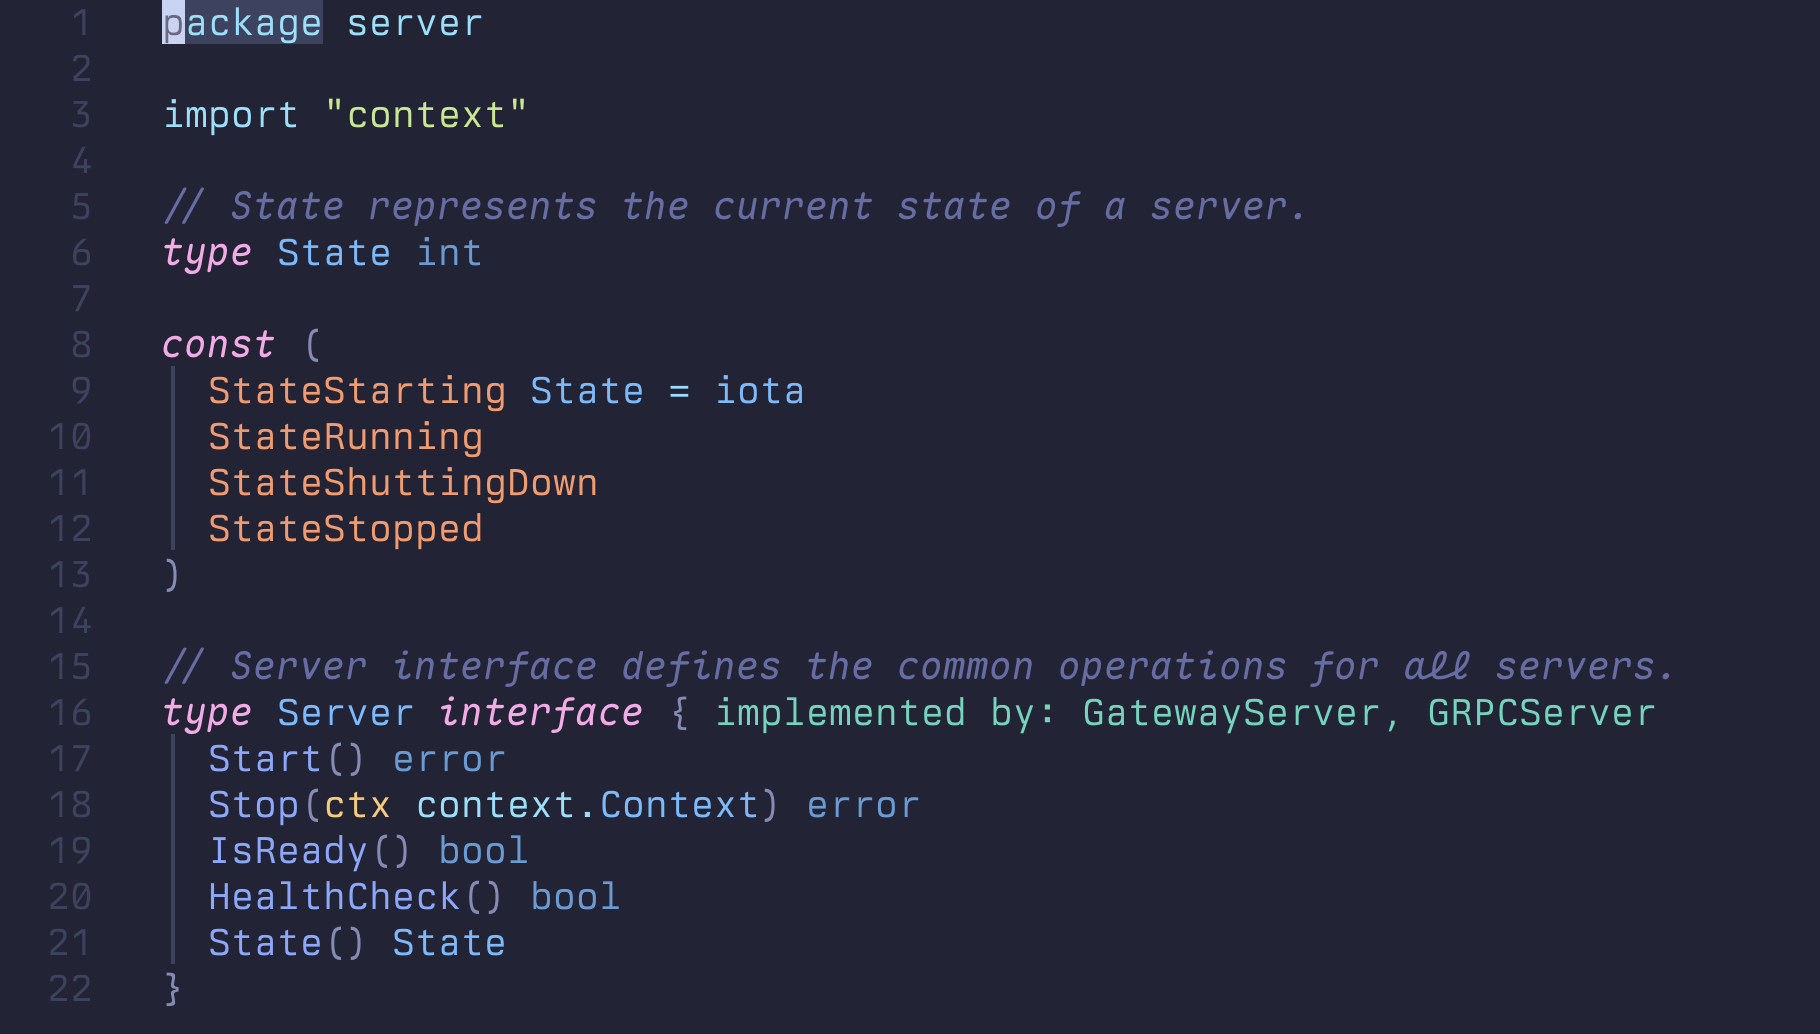 1 package server
2
3 import "context"
4
5 // State represents the current state of a server.
6 type State int
7
8 const (
9 StateStarting State = iota
10 StateRunning
11 StateShuttingDown
12 StateStopped
13 )
14
15 // Server interface defines the common operations for all servers.
16 type Server interface { implemented by: GatewayServer, GRPCServer
17 Start() error
18 Stop(ctx context.Context) error
19 IsReady() bool
20 HealthCheck() bool
21 State() State
22 }